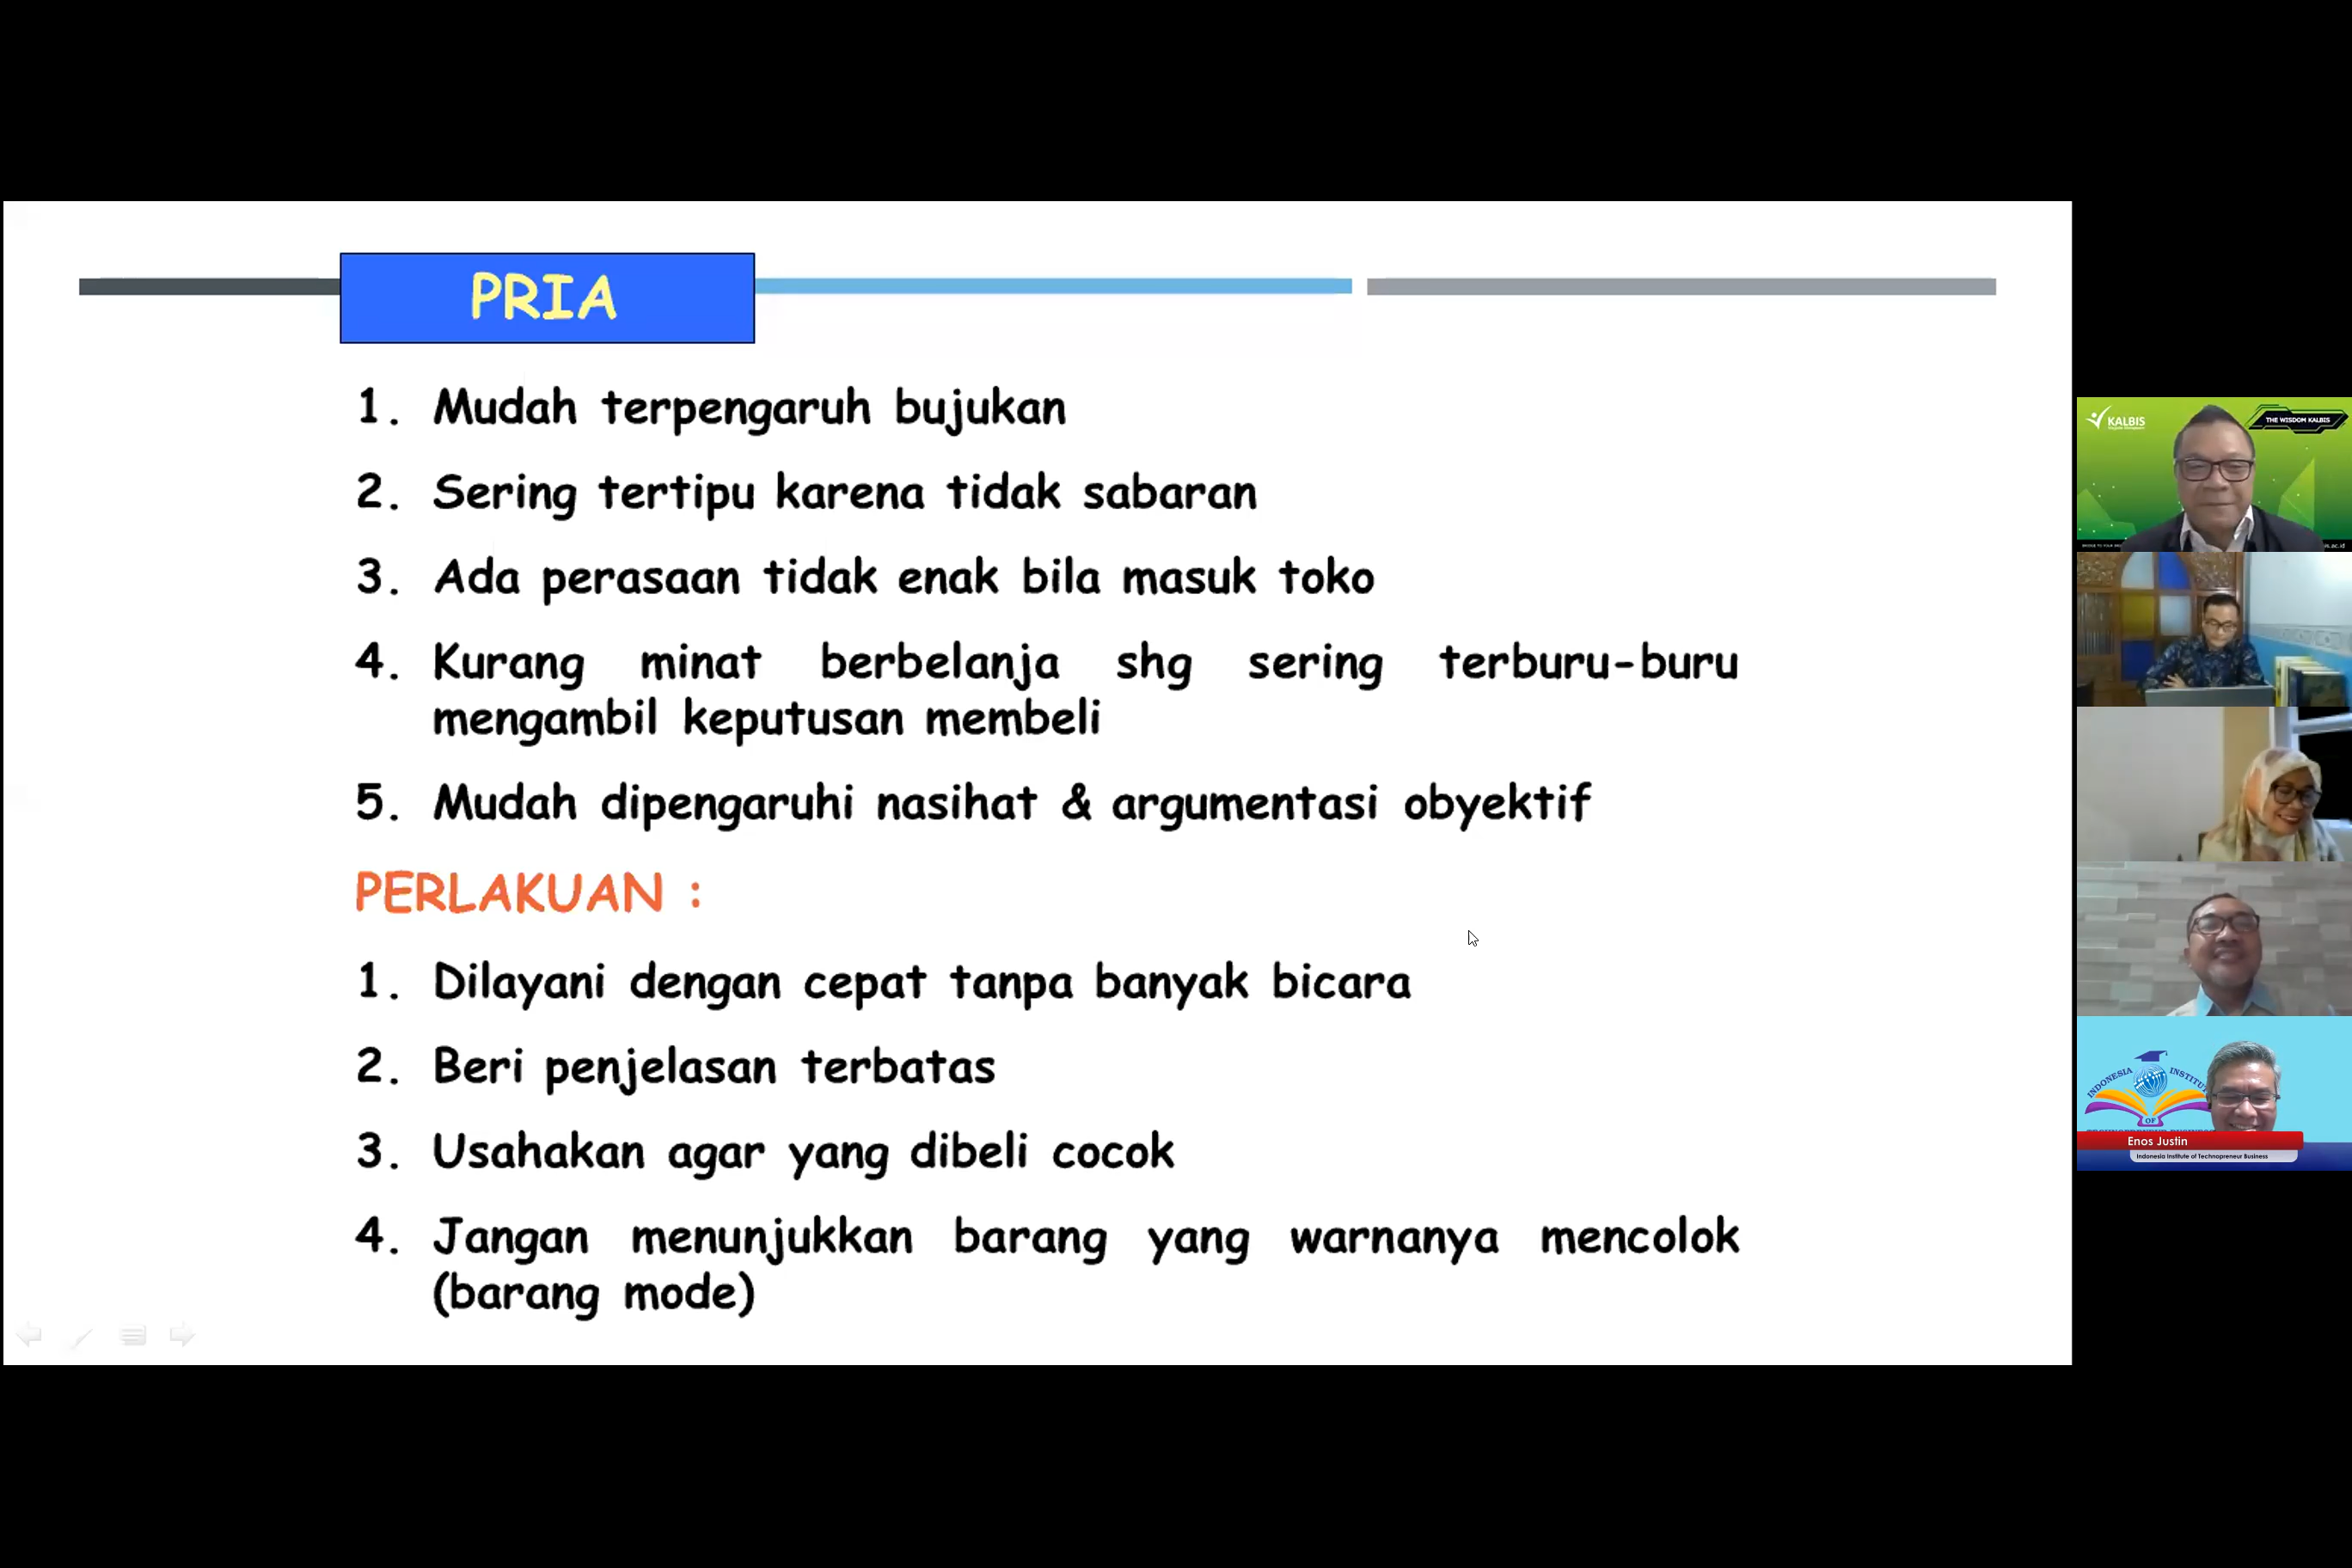 PRIA
1. Mudah terpengaruh bujukan
2. Sering tertipu karena tidak sabaran
3. Ada perasaan tidak enak bila masuk toko
4. Kurang minat berbelanja shg sering terburu-buru
mengambil keputusan membeli
5. Mudah dipengaruhi nasihat & argumentasi obyektif
PERLAKUAN :
1. Dilayani dengan cepat tanpa banyak bicara
2. Beri penjelasan terbatas
3. Usahakan agar yang dibeli cocok
4. Jangan menunjukkan barang yang warnanya mencolok
(barang mode)
KALBIS
THE WISDOM KALBIS
INDONESIA INSTITU
OF
Enos Justin
Indonesia Institute of Technopreneur Business